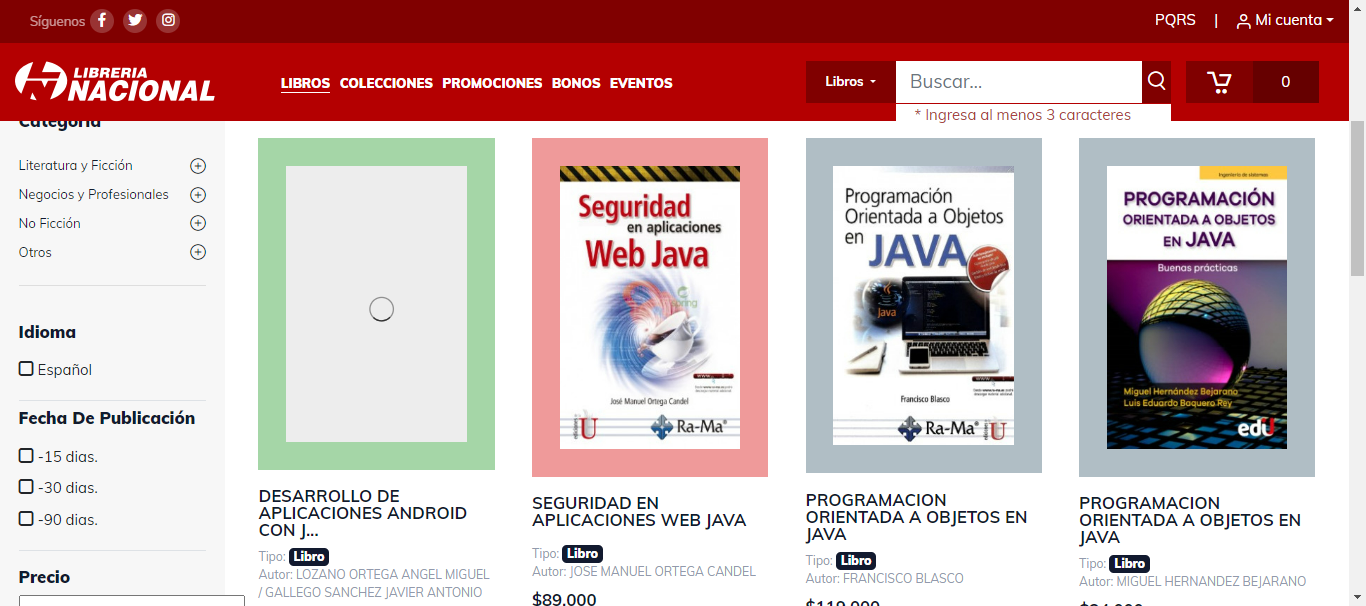 Síguenos
PQRS | Mi cuenta
LIBRERIA
NACIONAL
LIBROS COLECCIONES PROMOCIONES BONOS EVENTOS
Libros
Buscar...
0
* Ingresa al menos 3 caracteres
Categoría
Literatura y Ficción
Negocios y Profesionales
No Ficción
Otros
Idioma
Español
Fecha De Publicación
-15 dias.
-30 dias.
-90 dias.
Precio
DESARROLLO DE
APLICACIONES ANDROID
CON J...
Tipo: Libro
Autor: LOZANO ORTEGA ANGEL MIGUEL
/ GALLEGO SANCHEZ JAVIER ANTONIO
Seguridad
en aplicaciones
Web Java
José Manuel Ortega Candel
U
Ra-Ma®
SEGURIDAD EN
APLICACIONES WEB JAVA
Tipo: Libro
Autor: JOSE MANUEL ORTEGA CANDEL
$89.000
Programación
Orientada a Objetos
en JAVA
Java
Francisco Blasco
Ra-Ma®
U
PROGRAMACION
ORIENTADA A OBJETOS EN
JAVA
Tipo: Libro
Autor: FRANCISCO BLASCO
Ingeniería de sistemas
PROGRAMACIÓN
ORIENTADA A OBJETOS
EN JAVA
Buenas prácticas
Miguel Hernández Bejarano
Luis Eduardo Baquero Rey
ediU
PROGRAMACION
ORIENTADA A OBJETOS EN
JAVA
Tipo: Libro
Autor: MIGUEL HERNANDEZ BEJARANO